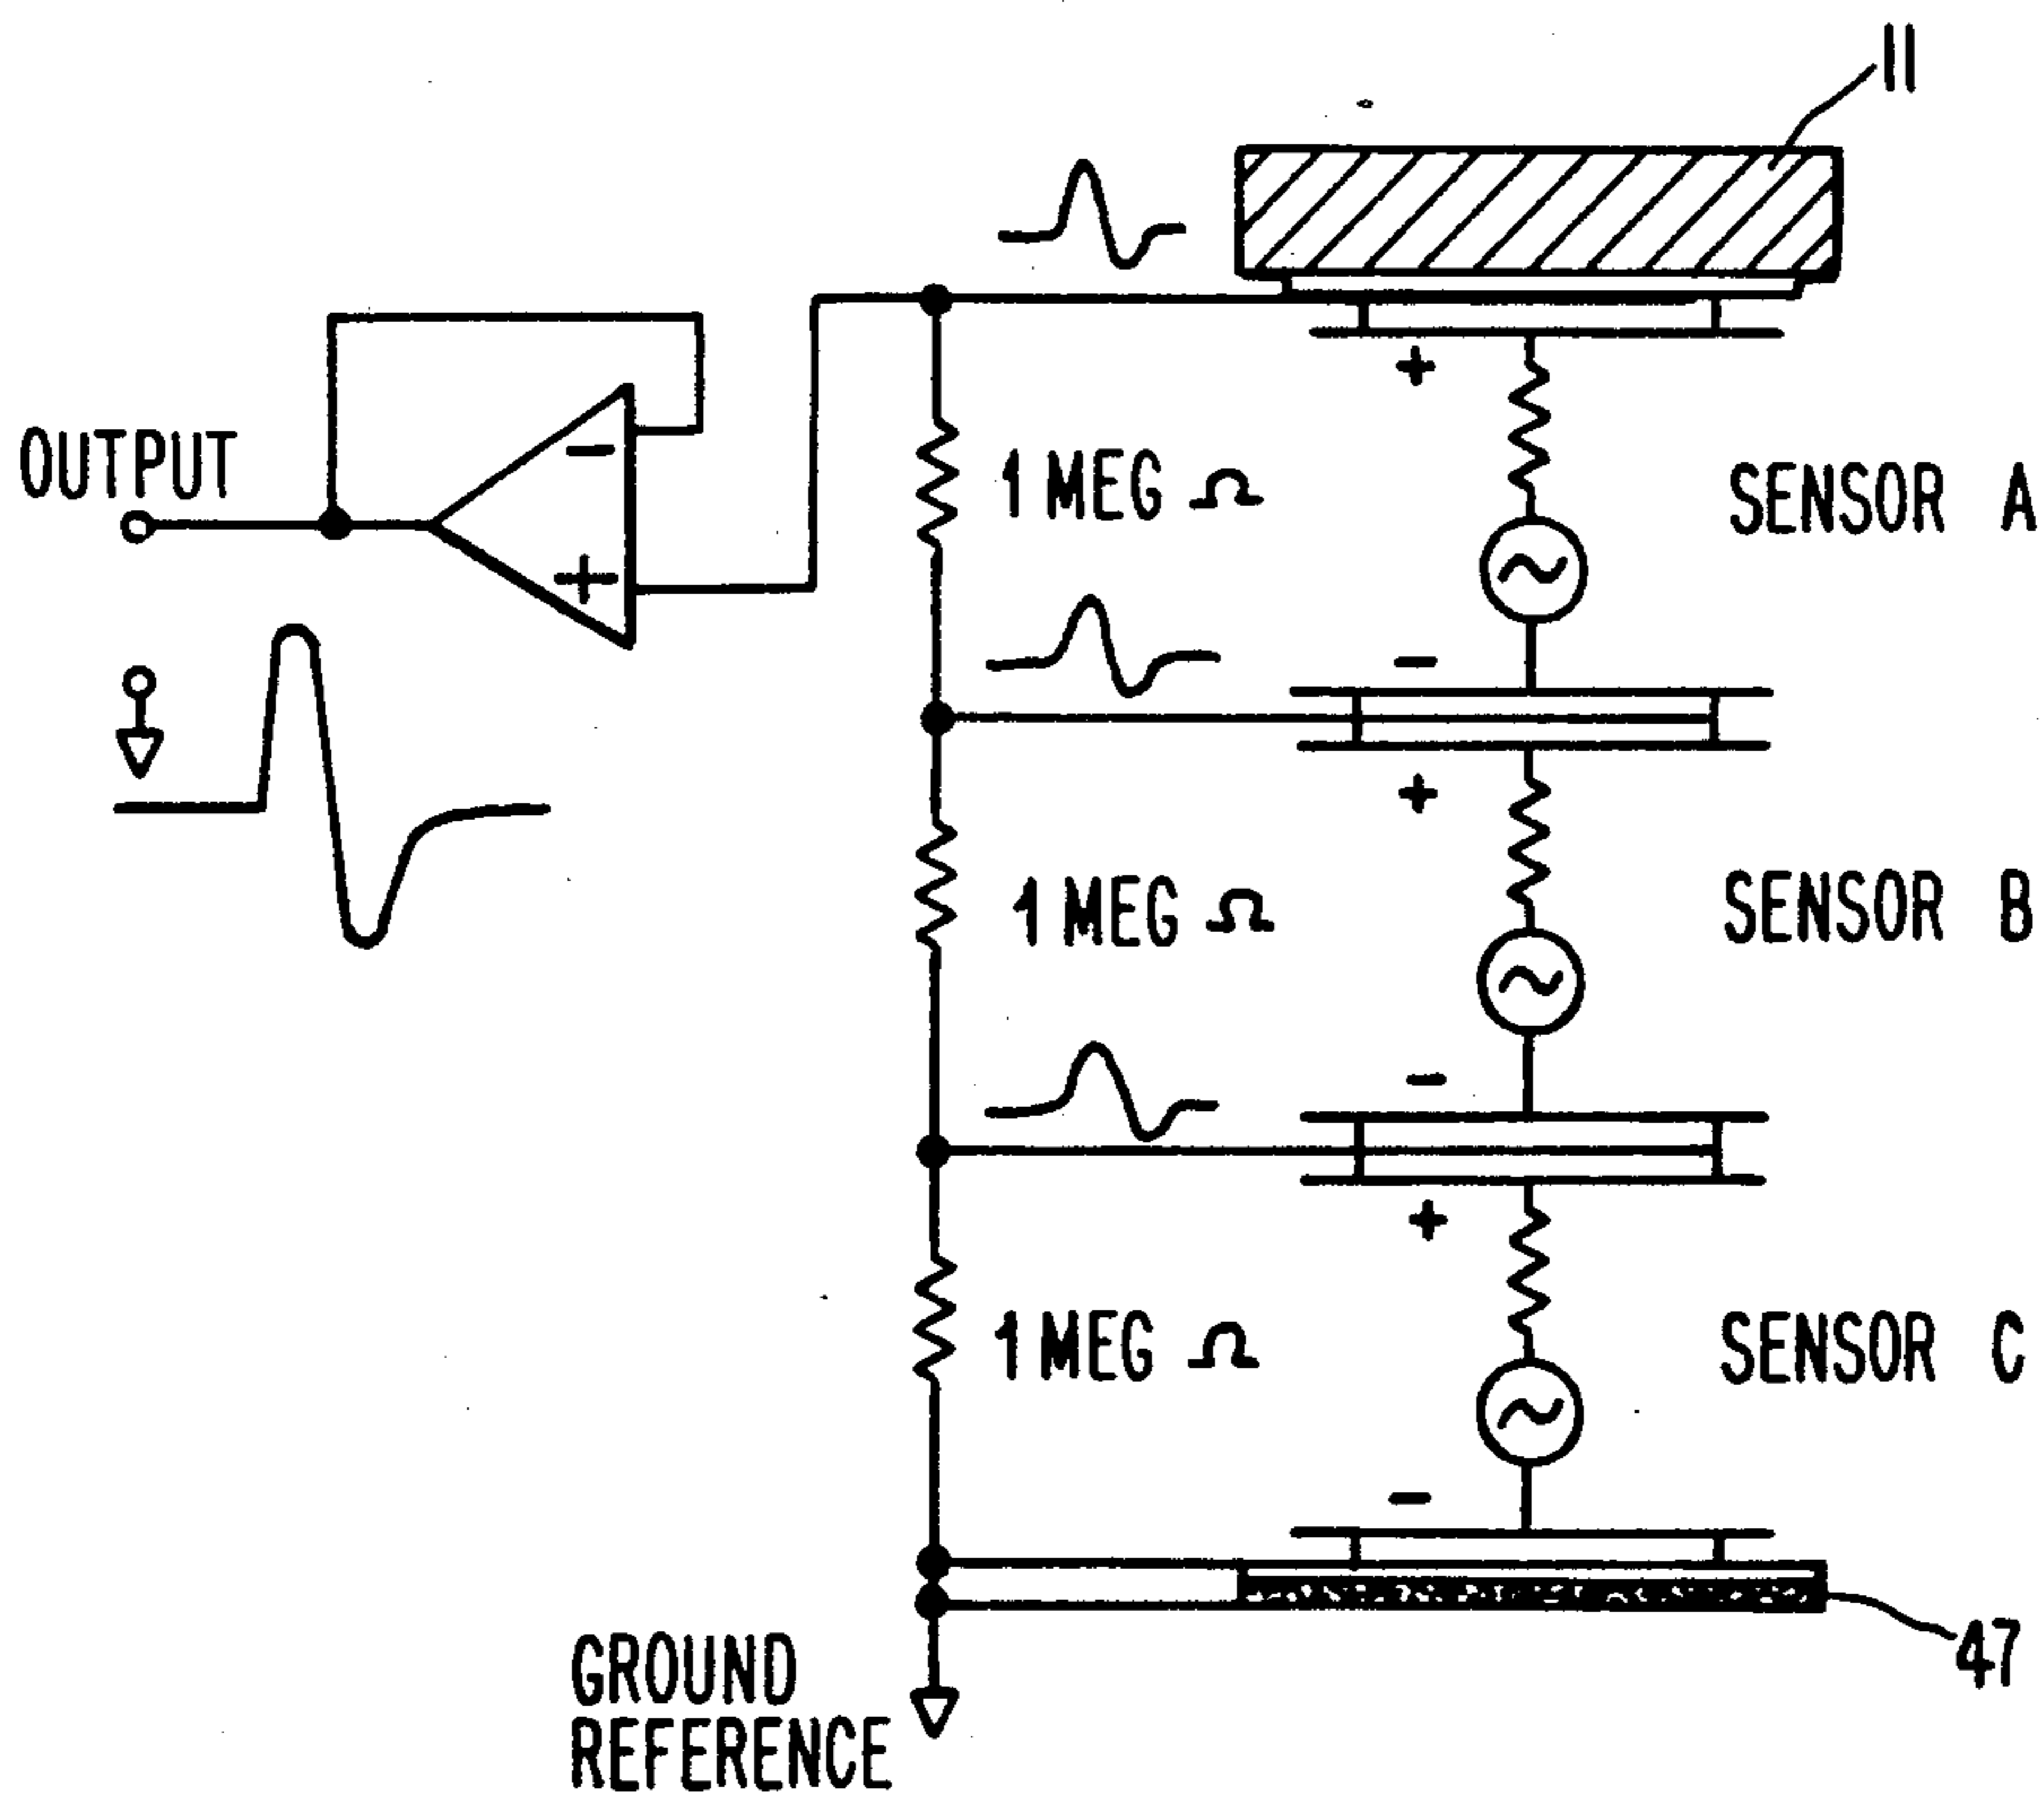 11
OUTPUT
-
+
+
1 MEG Ω
SENSOR A
-
+
1 MEG Ω
SENSOR B
-
+
1 MEG Ω
SENSOR C
-
47
GROUND
REFERENCE